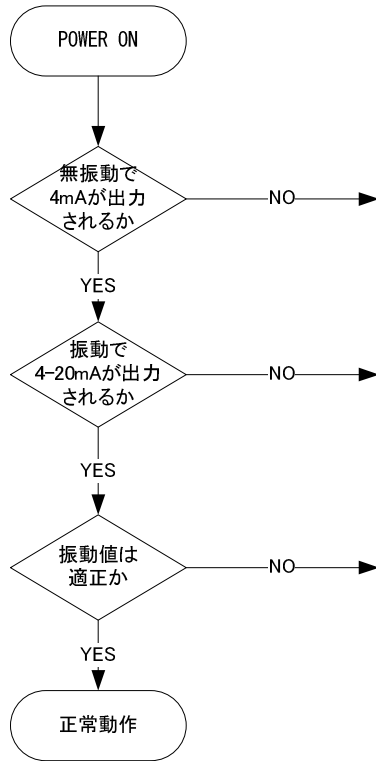 POWER ON
無振動で
4mAが出力
されるか
NO
YES
振動で
4-20mAが出力
されるか
NO
YES
振動値は
適正か
NO
YES
正常動作